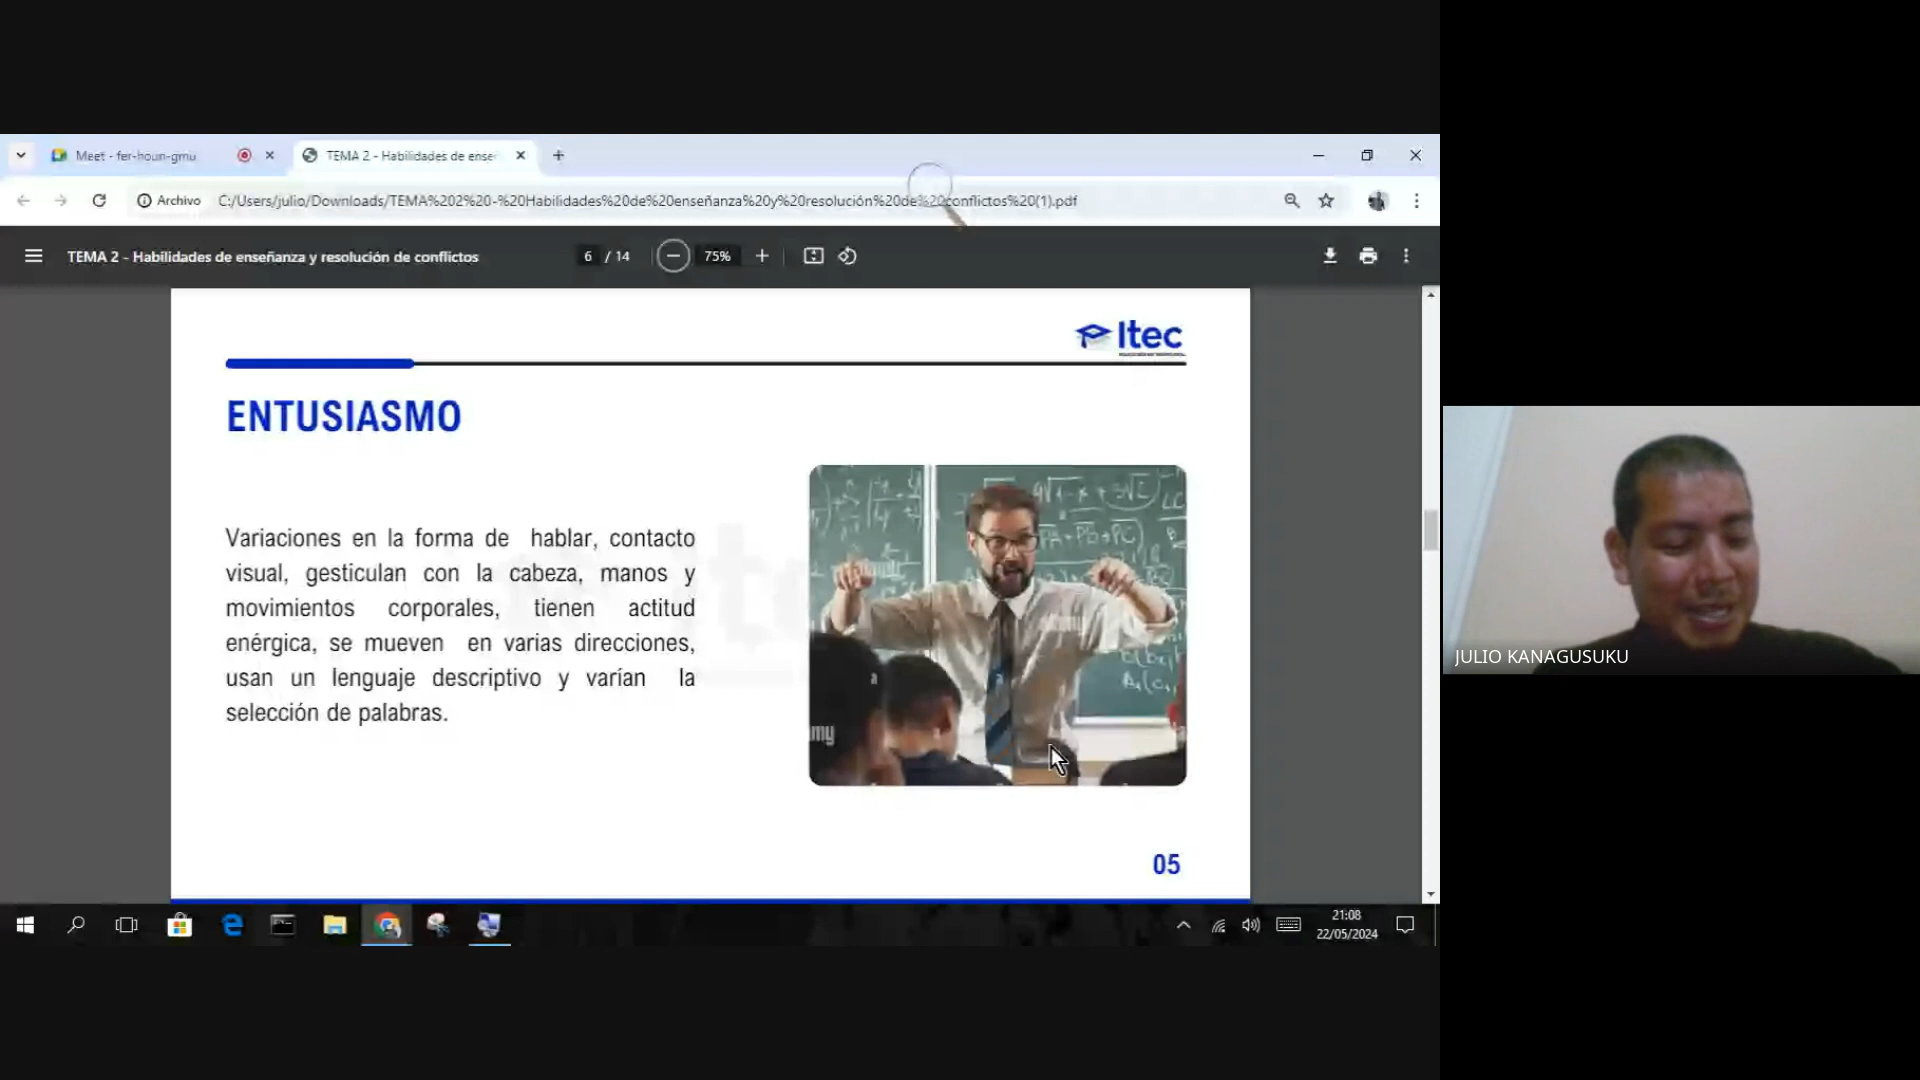 Meet - fer-houn-gmu
TEMA 2 - Habilidades de ense
Archivo
C:/Users/julio/Downloads/TEMA%202%20-%20Habilidades%20de%20enseñanza%20y%20resolución%20de%20conflictos%20(1).pdf
TEMA 2 - Habilidades de enseñanza y resolución de conflictos
6 / 14
75%
Itec
ENTUSIASMO
Variaciones en la forma de hablar, contacto
visual, gesticulan con la cabeza, manos y
movimientos corporales, tienen actitud
enérgica, se mueven en varias direcciones,
usan un lenguaje descriptivo y varían la
selección de palabras.
05
JULIO KANAGUSUKU
21:08
22/05/2024